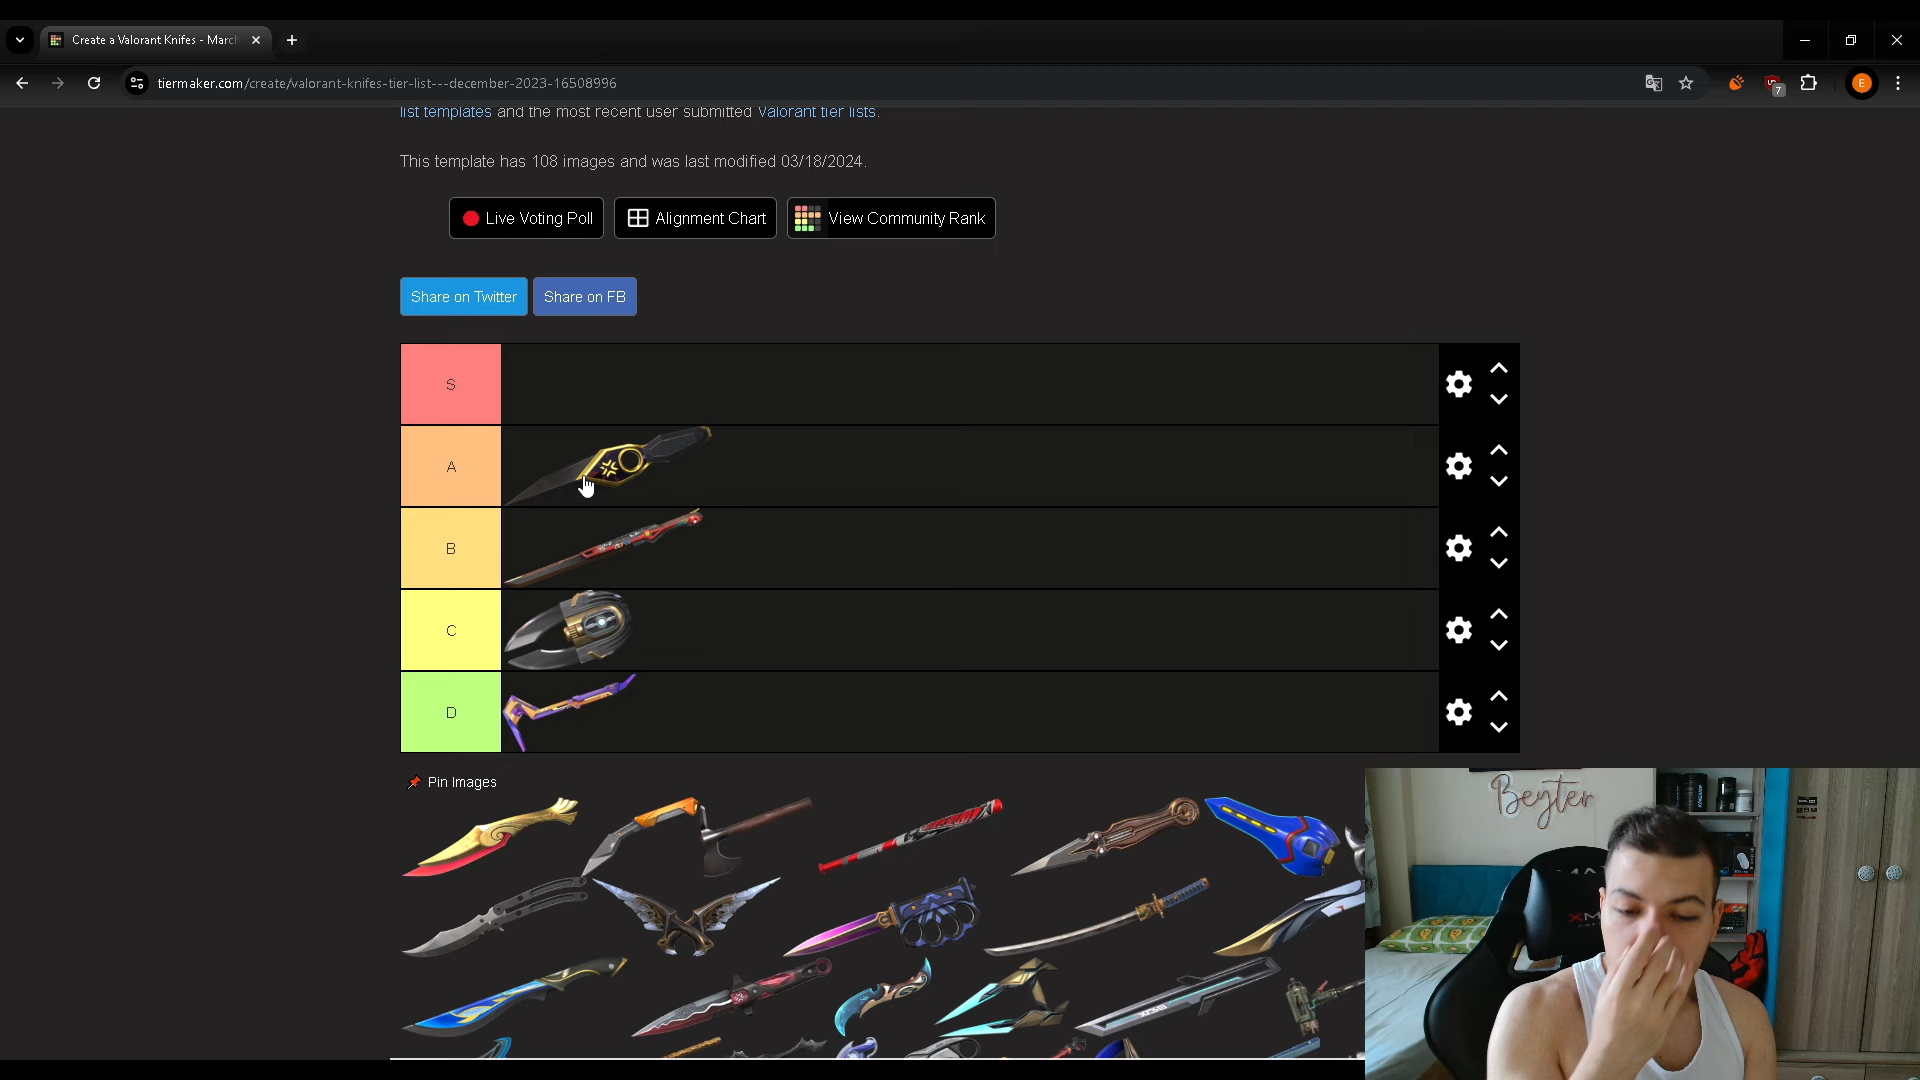 Create a Valorant Knifes - Marc
tiermaker.com/create/valorant-knifes-tier-list---december-2023-16508996
7
E
list templates and the most recent user submitted Valorant tier lists.
This template has 108 images and was last modified 03/18/2024.
Live Voting Poll
Alignment Chart
View Community Rank
Share on Twitter
Share on FB
S
A
B
C
D
Pin Images
Beyter